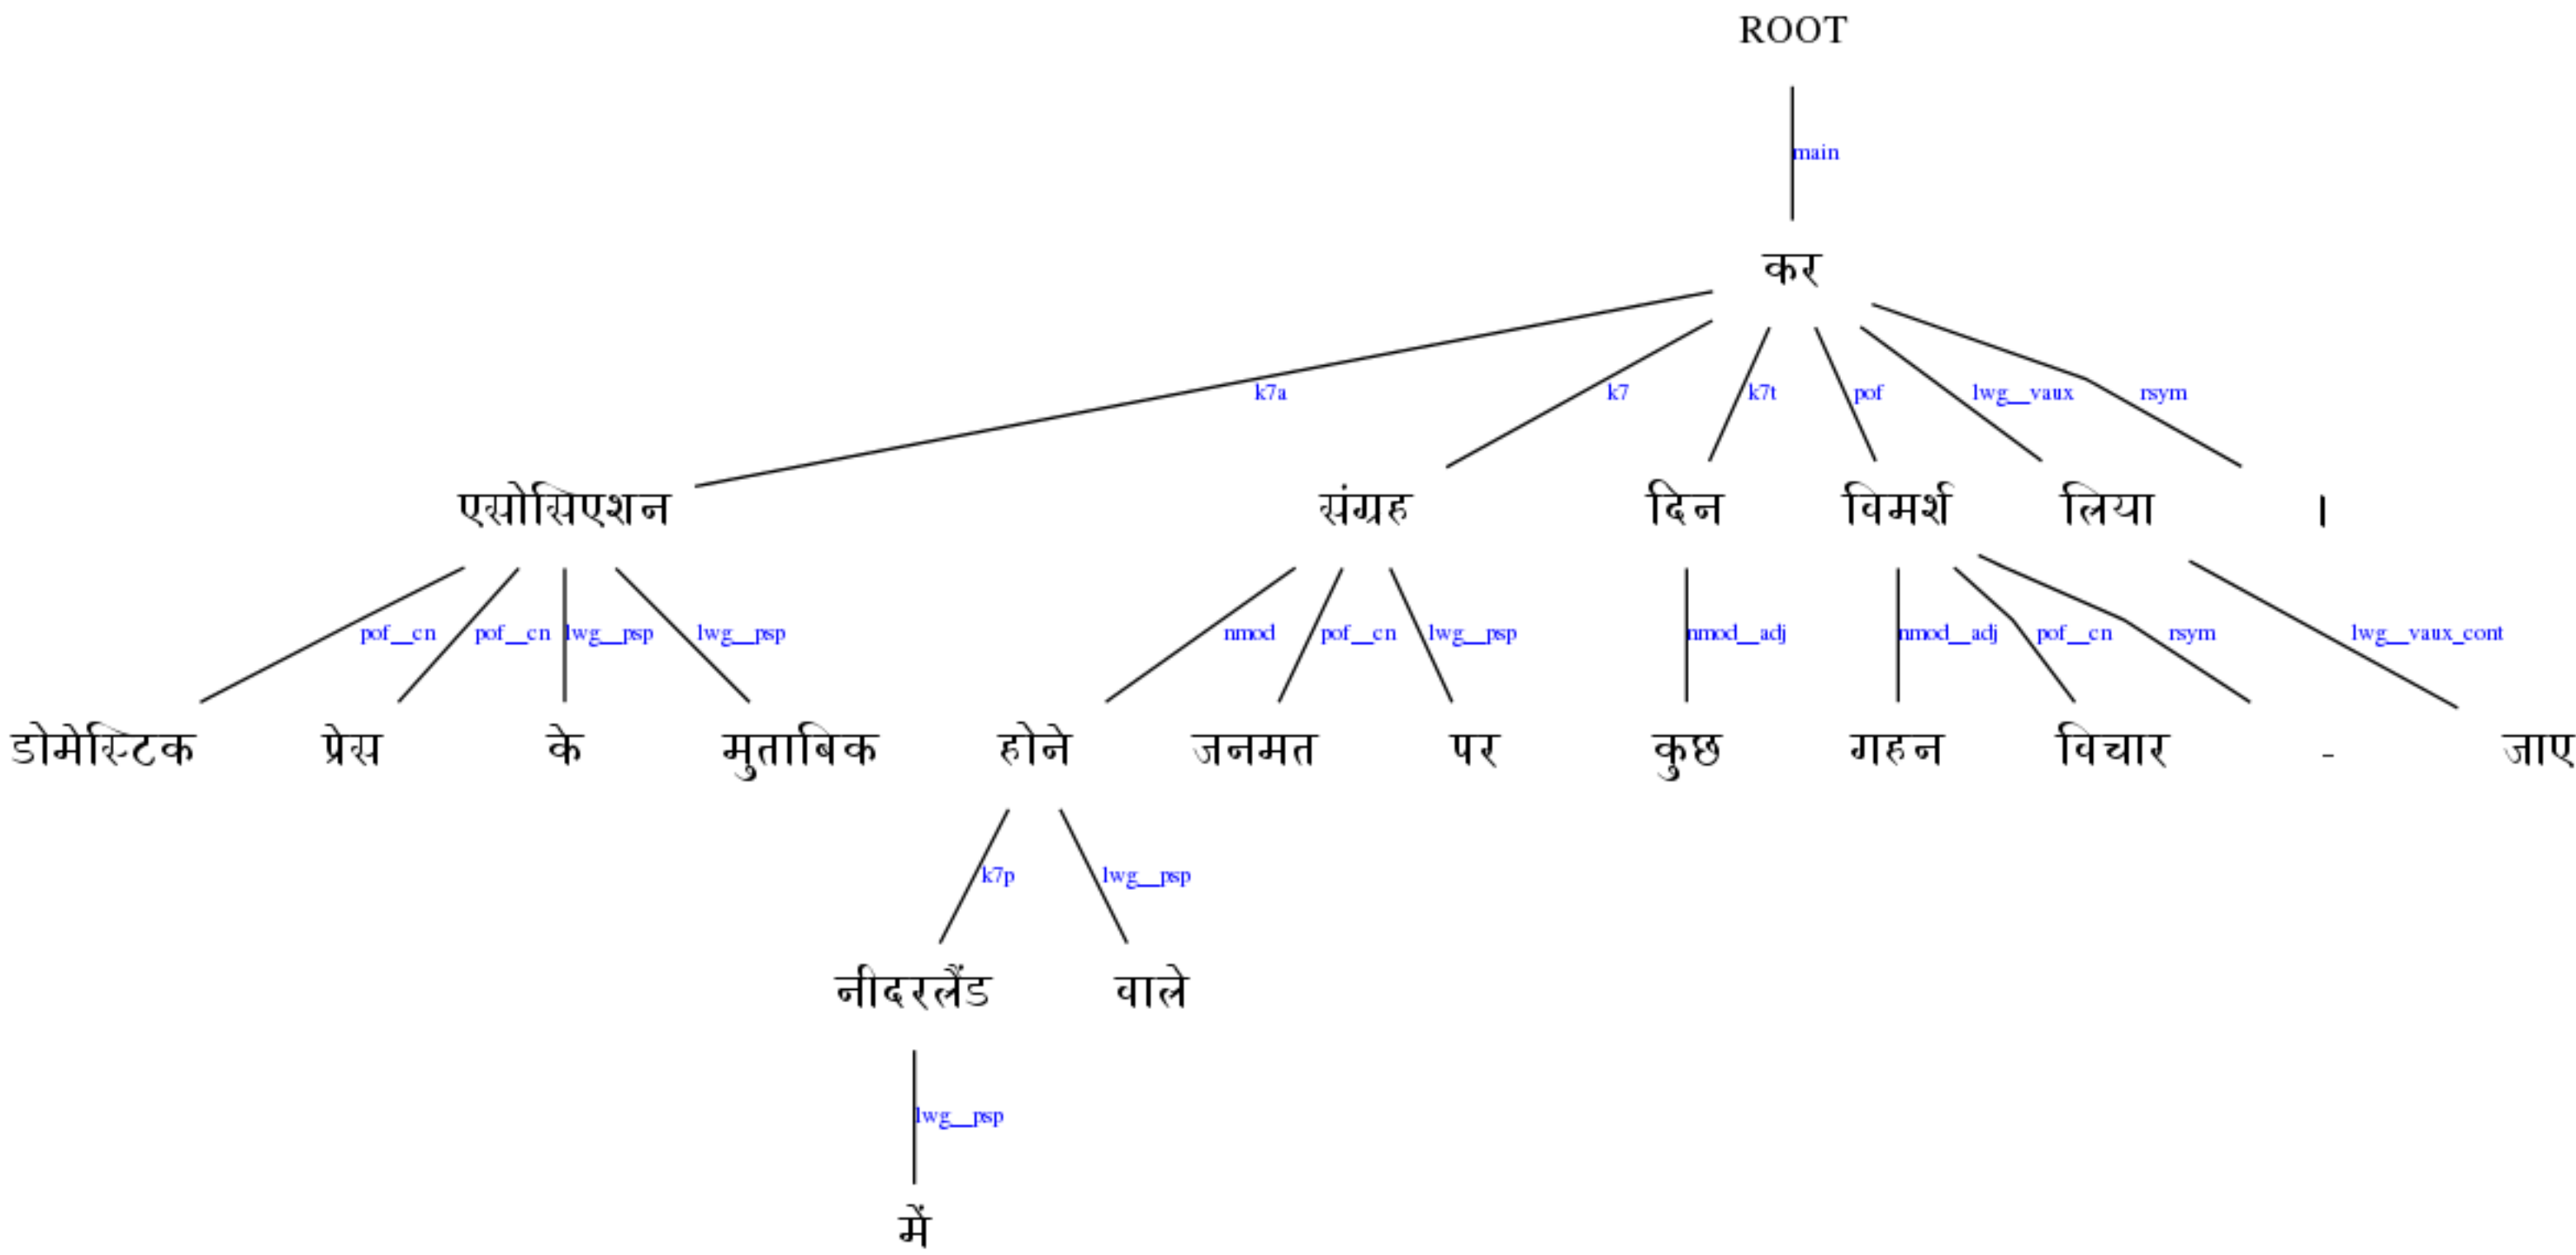 ROOT
main
कर
k7a k7 k7t pof lwg__vaux rsym
एसोसिएशन संग्रह दिन विमर्श लिया ।
pof__cn pof__cn lwg__psp lwg__psp nmod pof__cn lwg__psp nmod__adj nmod__adj pof__cn rsym lwg__vaux_cont
डोमेस्टिक प्रेस के मुताबिक होने जनमत पर कुछ गहन विचार - जाए
k7p lwg__psp
नीदरलैंड वाले
lwg__psp
में